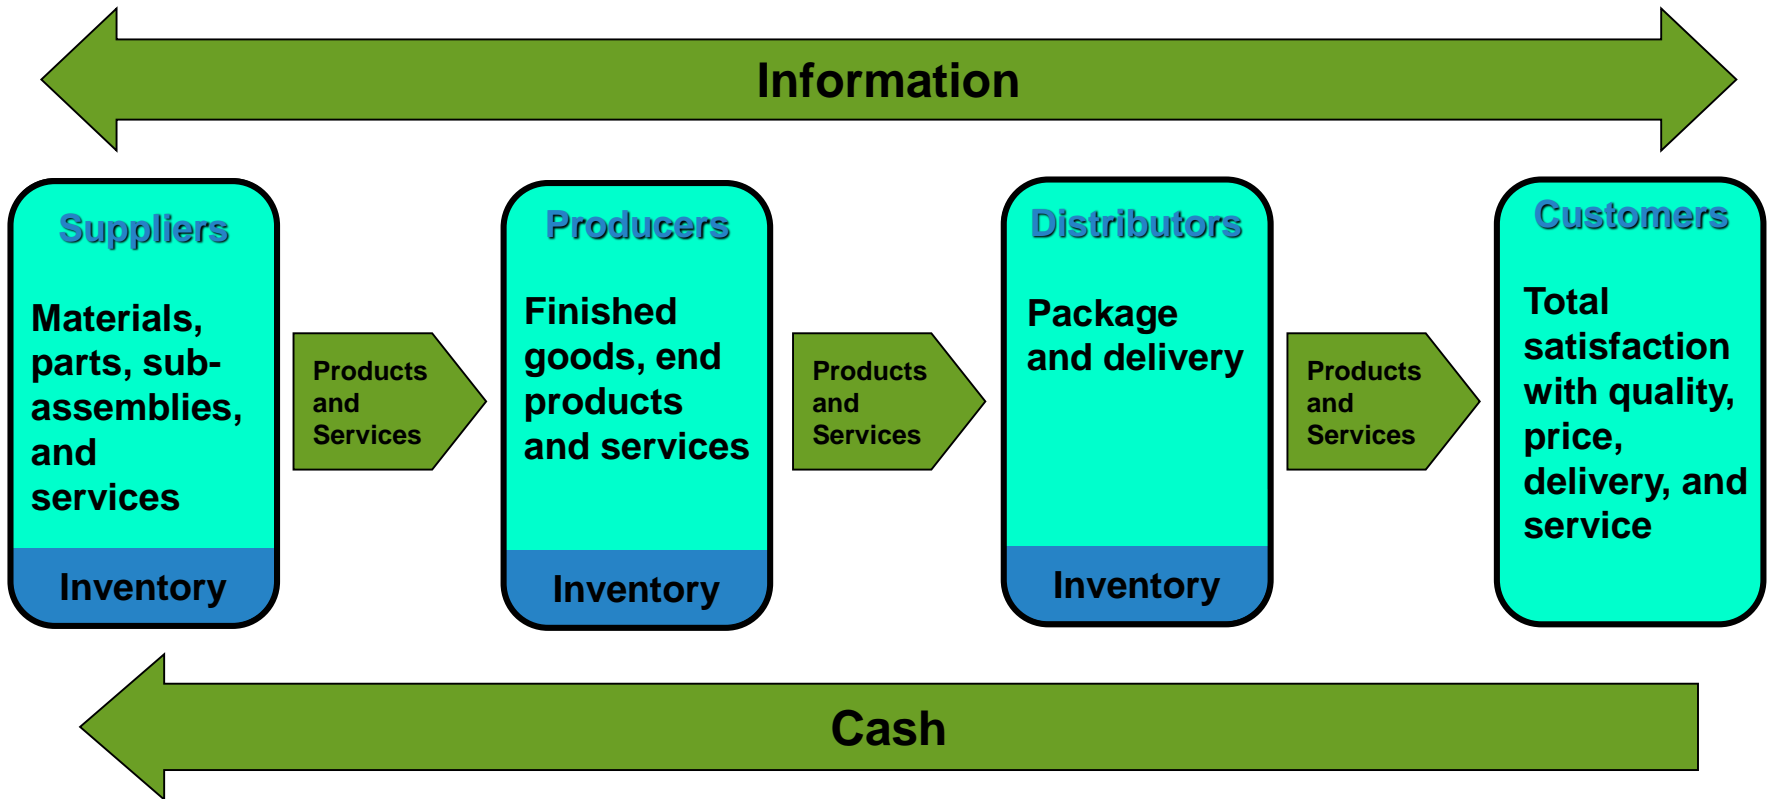 Information
Suppliers
Materials,
parts, sub-
assemblies,
and
services
Inventory
Products
and
Services
Producers
Finished
goods, end
products
and services
Inventory
Products
and
Services
Distributors
Package
and delivery
Inventory
Products
and
Services
Customers
Total
satisfaction
with quality,
price,
delivery, and
service
Cash